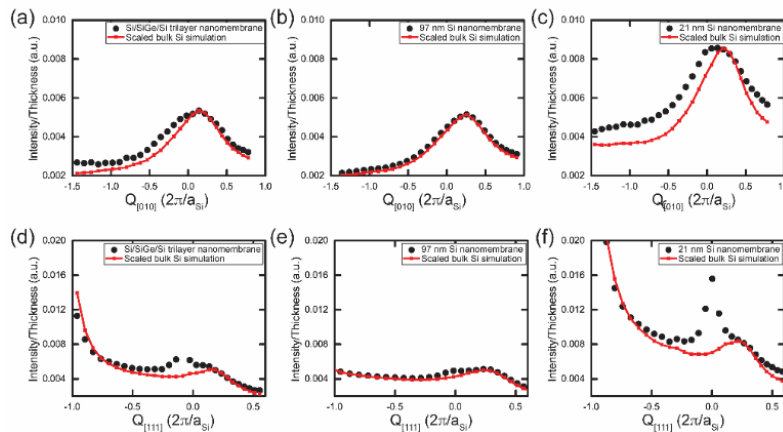 (a)
Si/SiGe/Si trilayer nanomembrane
Scaled bulk Si simulation
Intensity/Thickness (a.u.)
0.010
0.008
0.006
0.004
0.002
-1.5 -1.0 -0.5 0.0 0.5 1.0
Q[010] (2π/aSi)
(b)
97 nm Si nanomembrane
Scaled bulk Si simulation
Intensity/Thickness (a.u.)
0.010
0.008
0.006
0.004
0.002
-1.5 -1.0 -0.5 0.0 0.5 1.0
Q[010] (2π/aSi)
(c)
21 nm Si nanomembrane
Scaled bulk Si simulation
Intensity/Thickness (a.u.)
0.010
0.008
0.006
0.004
0.002
-1.5 -1.0 -0.5 0.0 0.5 1.0
Q[010] (2π/aSi)
(d)
Si/SiGe/Si trilayer nanomembrane
Scaled bulk Si simulation
Intensity/Thickness (a.u.)
0.020
0.016
0.012
0.008
0.004
-1.0 -0.5 0.0 0.5
Q[111] (2π/aSi)
(e)
97 nm Si nanomembrane
Scaled bulk Si simulation
Intensity/Thickness (a.u.)
0.020
0.016
0.012
0.008
0.004
-1.0 -0.5 0.0 0.5
Q[111] (2π/aSi)
(f)
21 nm Si nanomembrane
Scaled bulk Si simulation
Intensity/Thickness (a.u.)
0.020
0.016
0.012
0.008
0.004
-1.0 -0.5 0.0 0.5
Q[111] (2π/aSi)